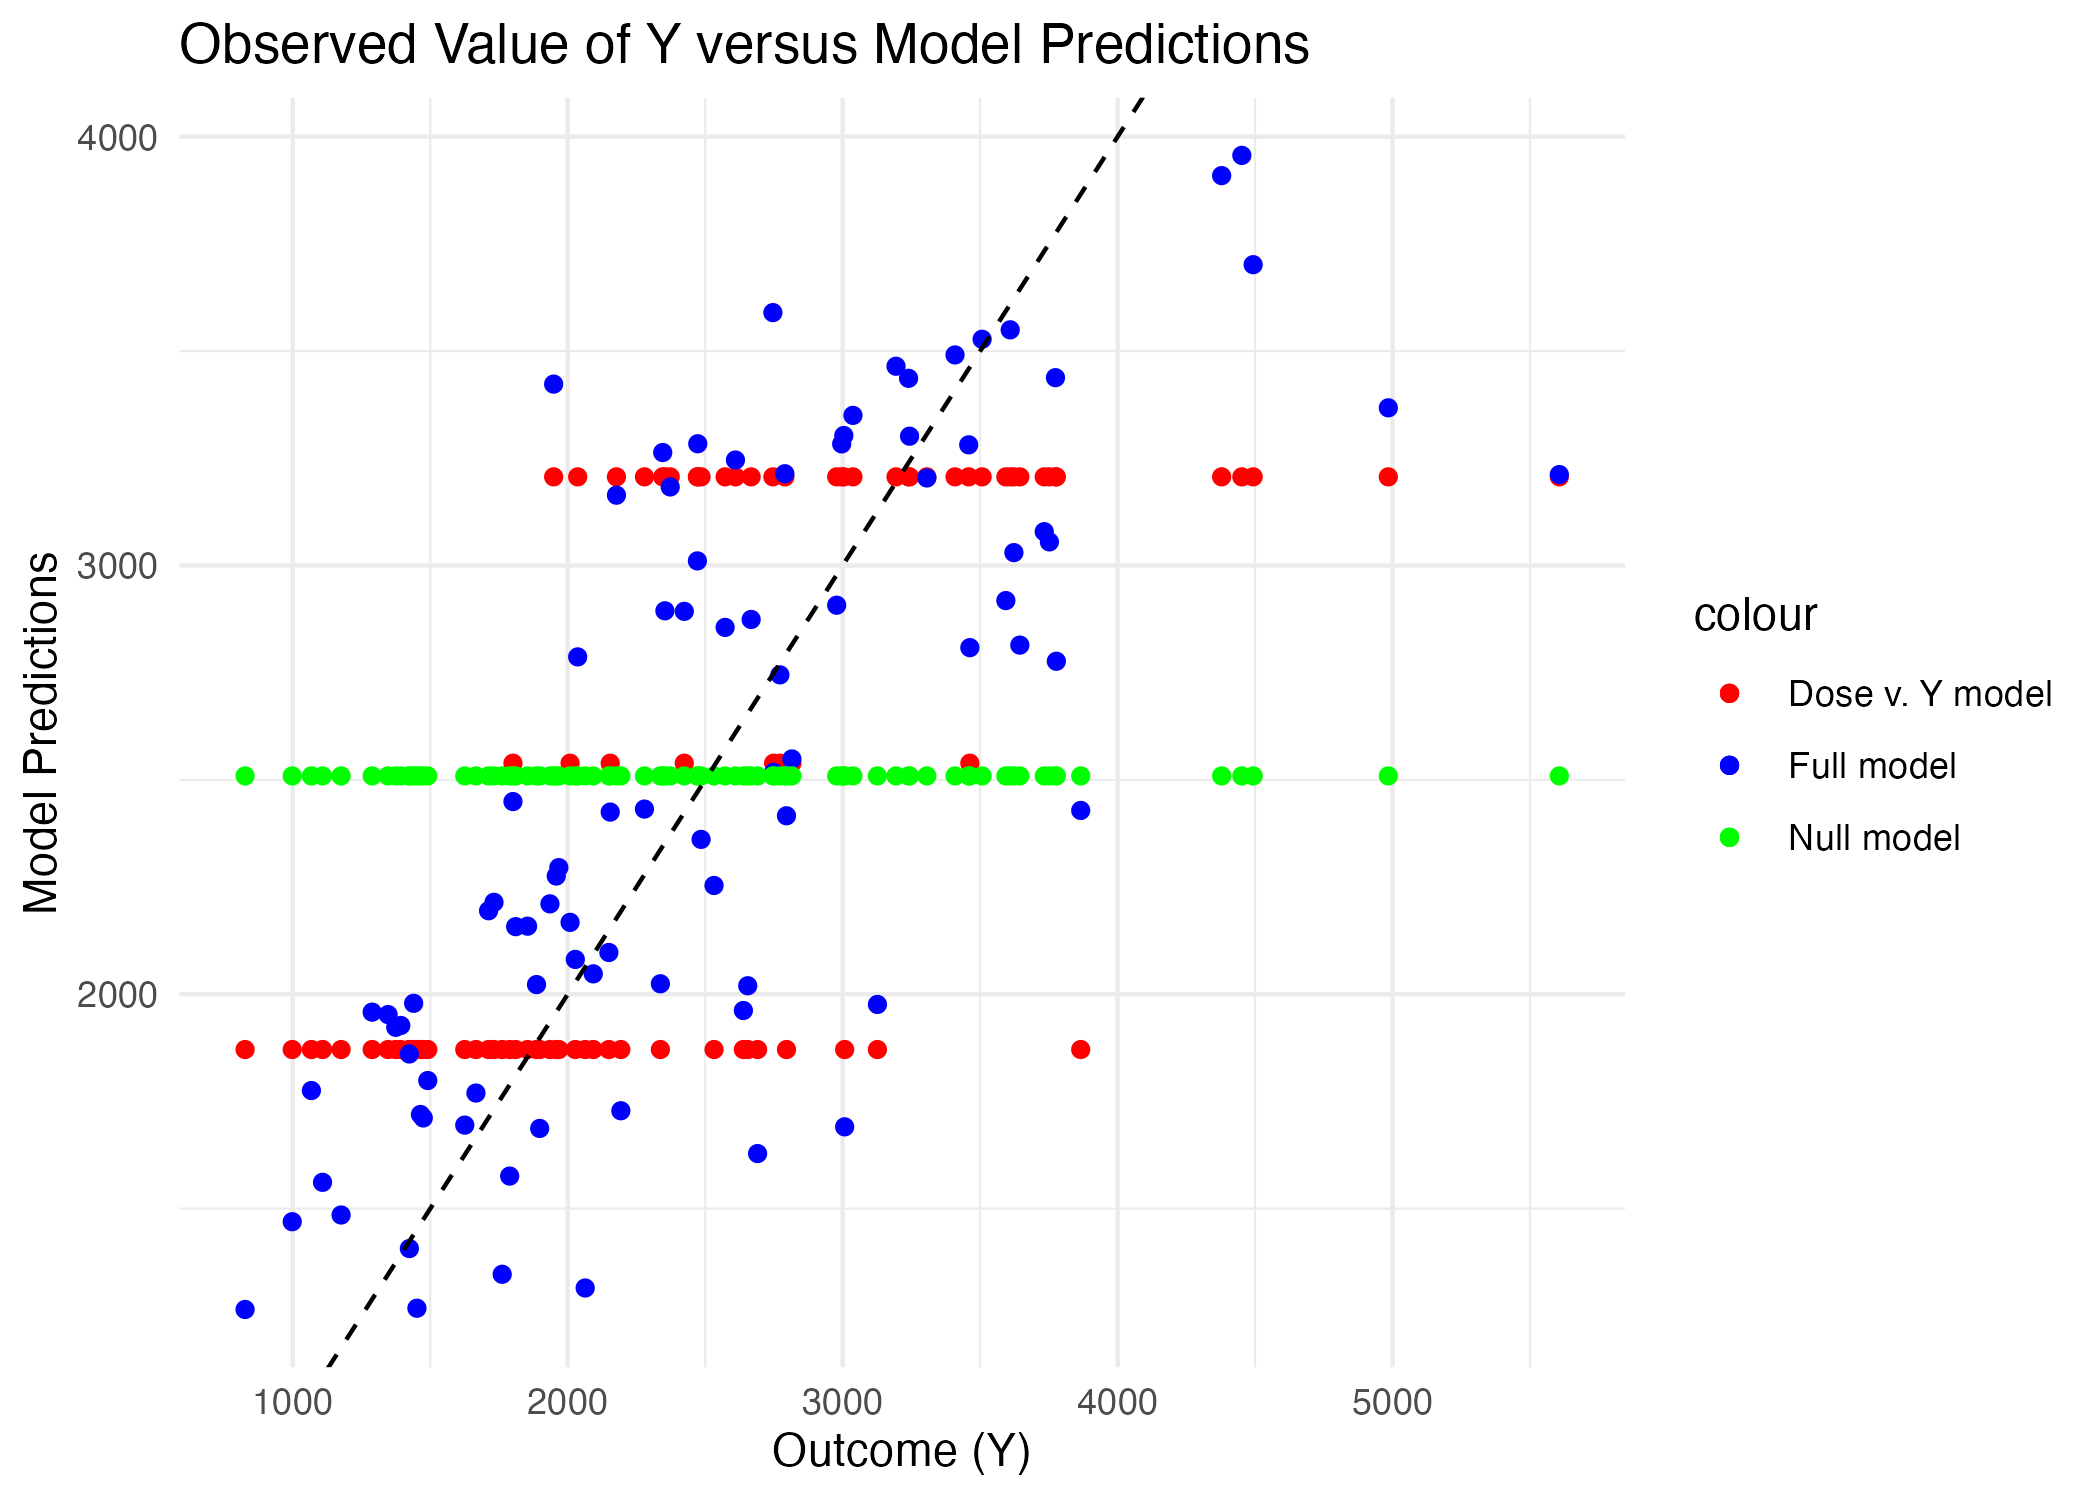 Observed Value of Y versus Model Predictions
4000
3000
2000
Model Predictions
1000 2000 3000 4000 5000
Outcome (Y)
colour
Dose v. Y model
Full model
Null model